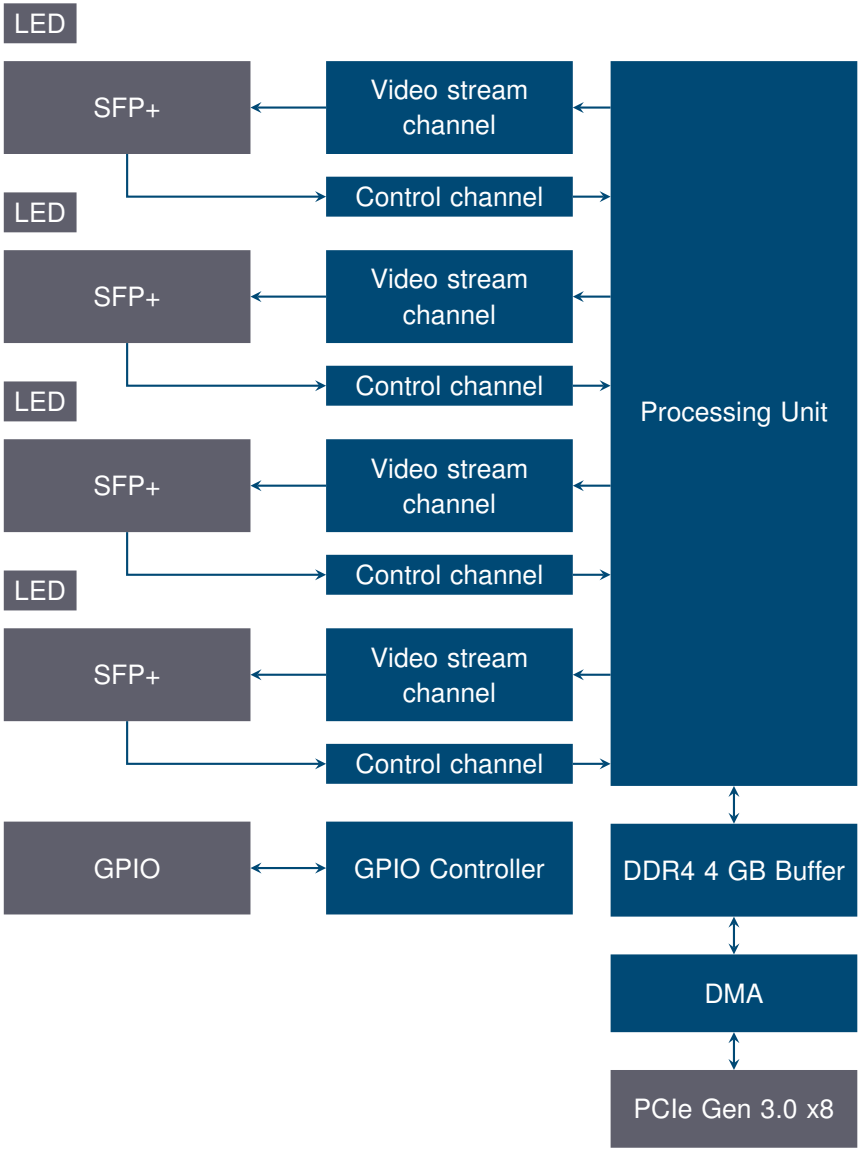 LED
SFP+
Video stream
channel
Control channel
LED
SFP+
Video stream
channel
Control channel
Processing Unit
LED
SFP+
Video stream
channel
Control channel
LED
SFP+
Video stream
channel
Control channel
GPIO
GPIO Controller
DDR4 4 GB Buffer
DMA
PCIe Gen 3.0 x8